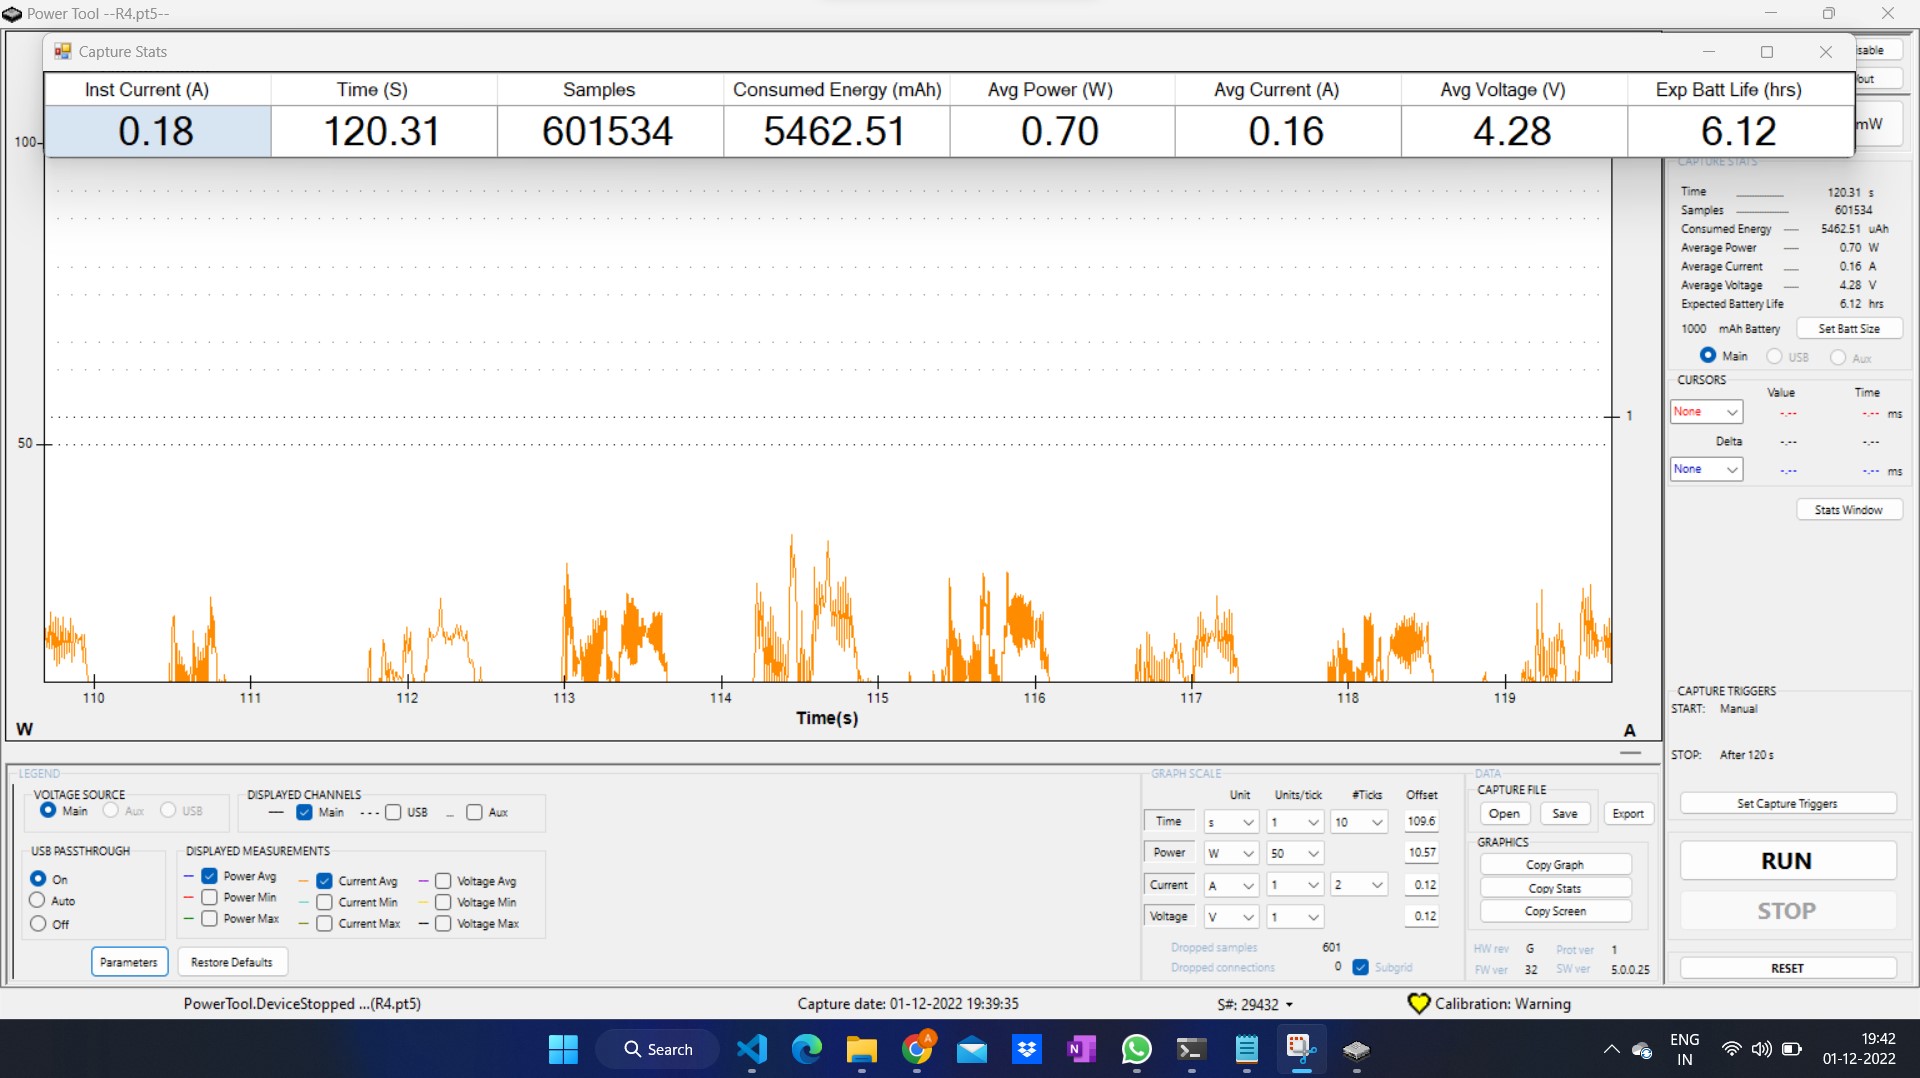 Power Tool --R4.pt5--
Capture Stats
Inst Current (A) Time (S) Samples Consumed Energy (mAh) Avg Power (W) Avg Current (A) Avg Voltage (V) Exp Batt Life (hrs)
0.18 120.31 601534 5462.51 0.70 0.16 4.28 6.12
mW
100
50
1
110 111 112 113 114 115 116 117 118 119
Time(s)
W
A
CAPTURE STATS
Time 120.31 s
Samples 601534
Consumed Energy 5462.51 uAh
Average Power 0.70 W
Average Current 0.16 A
Average Voltage 4.28 V
Expected Battery Life 6.12 hrs
1000 mAh Battery Set Batt Size
Main USB Aux
CURSORS
Value Time
None -.-- -.-- ms
Delta -.-- -.--
None -.-- -.-- ms
Stats Window
CAPTURE TRIGGERS
START: Manual
STOP: After 120 s
Set Capture Triggers
RUN
STOP
RESET
LEGEND
VOLTAGE SOURCE
Main Aux USB
DISPLAYED CHANNELS
Main USB Aux
USB PASSTHROUGH
On
Auto
Off
DISPLAYED MEASUREMENTS
Power Avg Current Avg Voltage Avg
Power Min Current Min Voltage Min
Power Max Current Max Voltage Max
Parameters Restore Defaults
GRAPH SCALE
Unit Units/tick #Ticks Offset
Time s 1 10 109.6
Power W 50 10.57
Current A 1 2 0.12
Voltage V 1 0.12
Dropped samples 601
Dropped connections 0 Subgrid
DATA
CAPTURE FILE
Open Save Export
GRAPHICS
Copy Graph
Copy Stats
Copy Screen
HW rev G Prot ver 1
FW ver 32 SW ver 5.0.0.25
PowerTool.DeviceStopped ...(R4.pt5) Capture date: 01-12-2022 19:39:35 S#: 29432 Calibration: Warning
Search
A
N
ENG
IN
19:42
01-12-2022